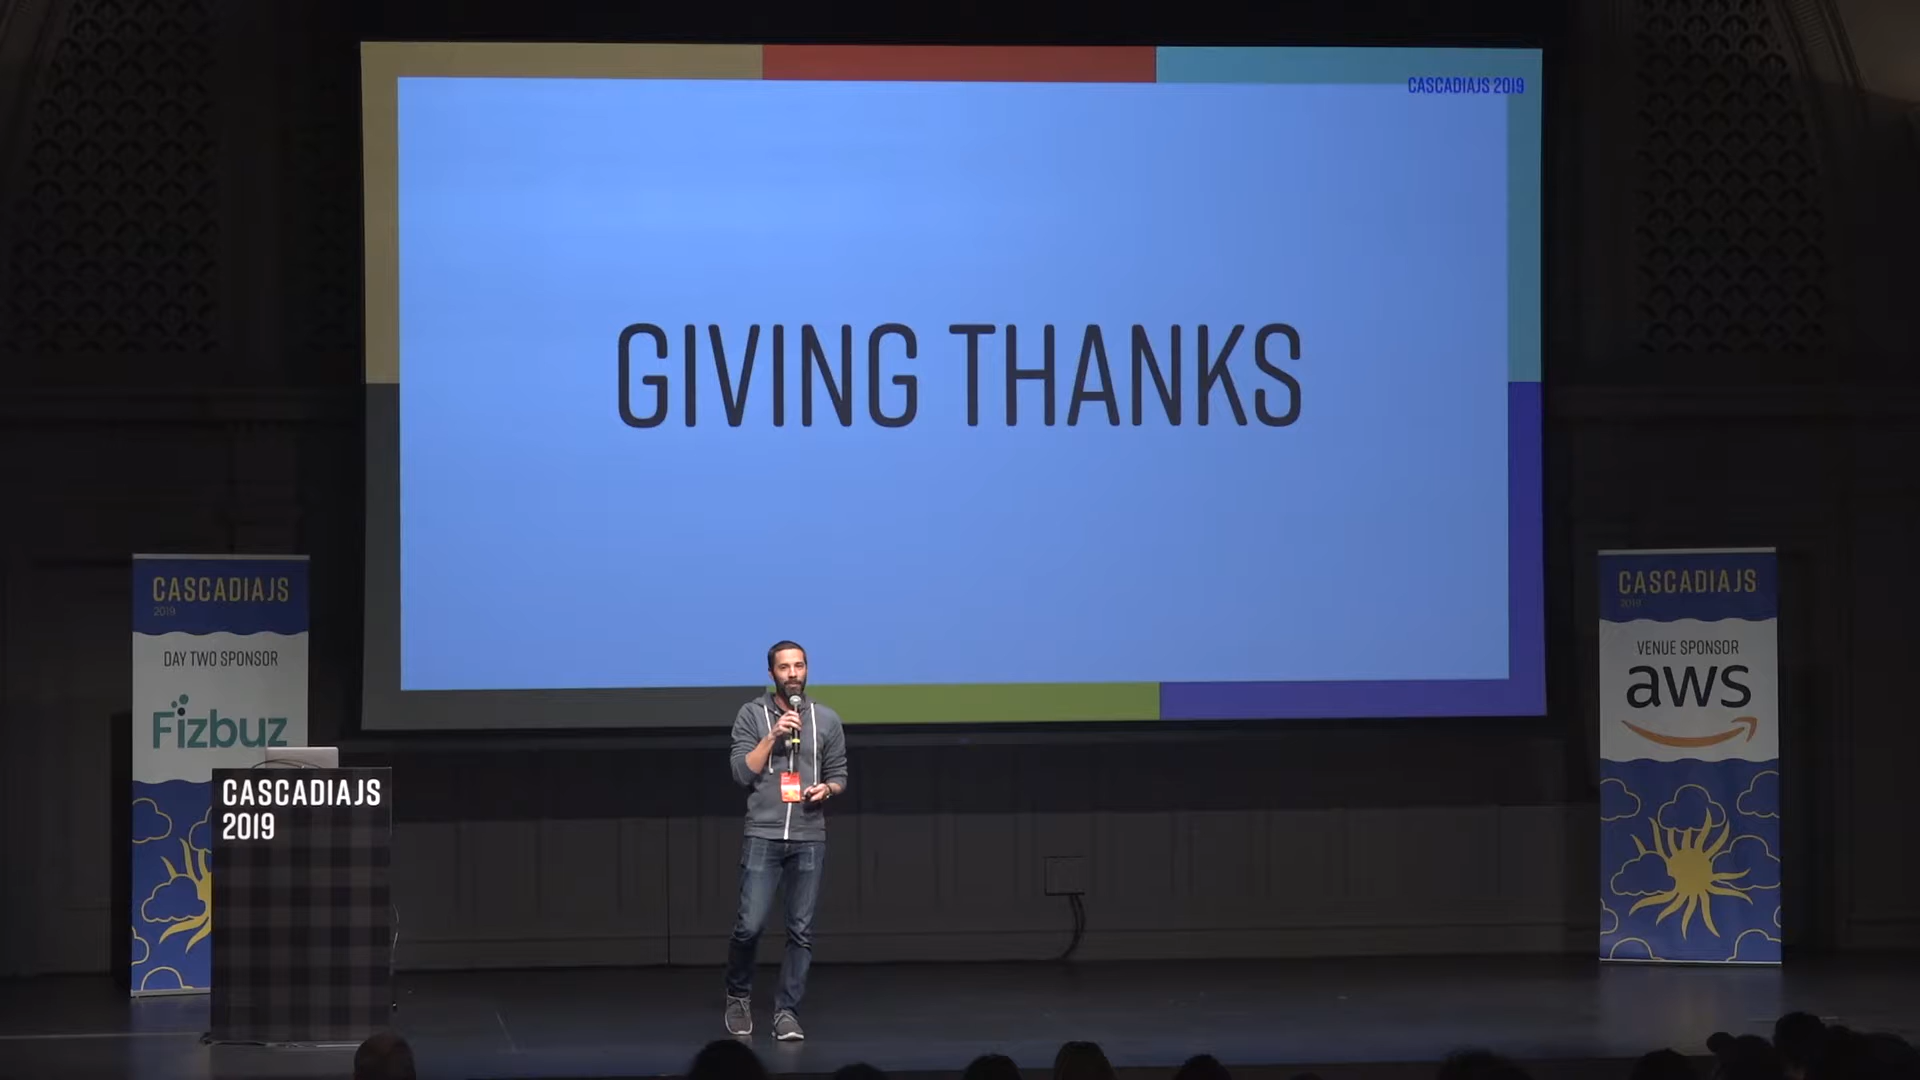 CASCADIAJS 2019
GIVING THANKS
CASCADIAJS
2019
DAY TWO SPONSOR
Fizbuz
CASCADIAJS
2019
CASCADIAJS
2019
VENUE SPONSOR
aws